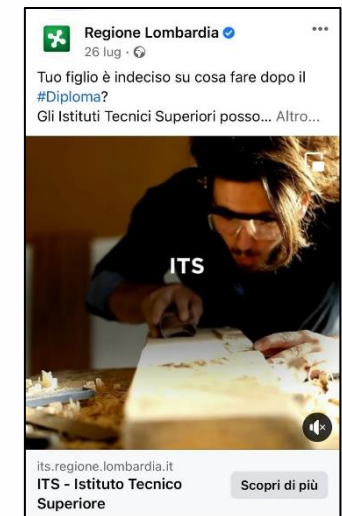 Regione Lombardia
26 lug ·
Tuo figlio è indeciso su cosa fare dopo il
#Diploma?
Gli Istituti Tecnici Superiori posso... Altro...
ITS
its.regione.lombardia.it
ITS - Istituto Tecnico
Superiore
Scopri di più